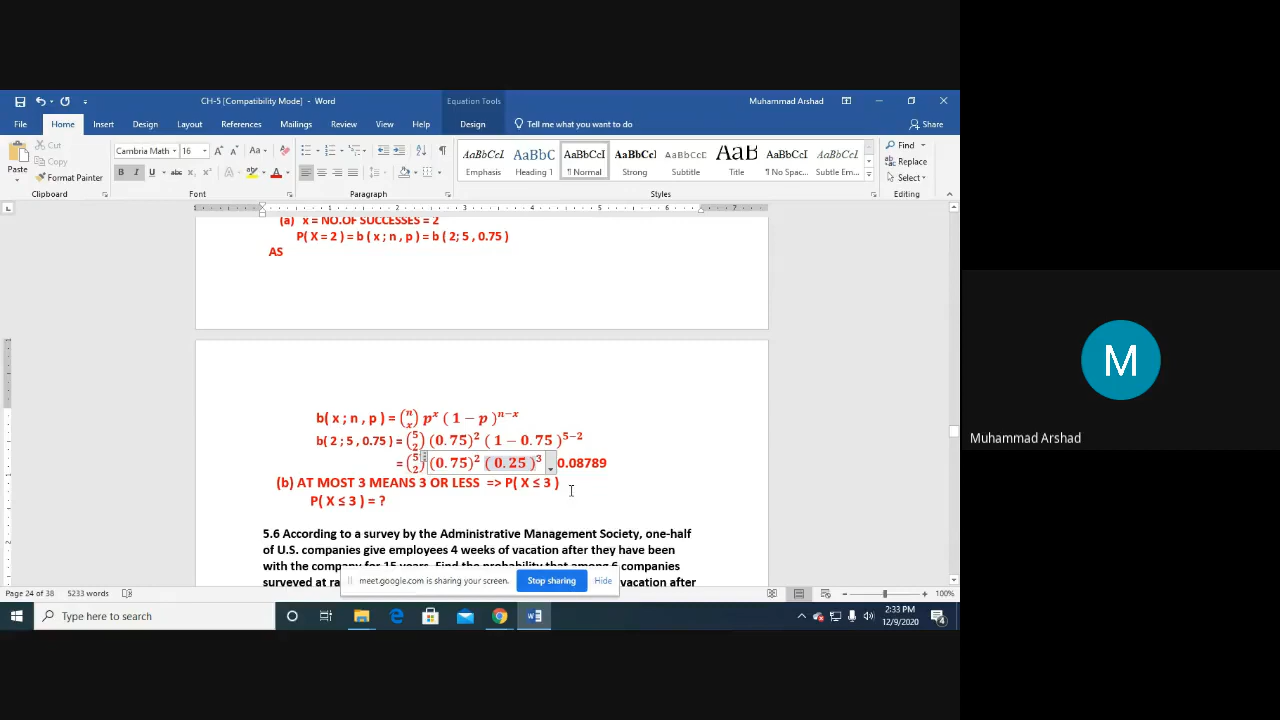 CH-5 [Compatibility Mode] - Word
Equation Tools
Muhammad Arshad
File Home Insert Design Layout References Mailings Review View Help Design Tell me what you want to do Share
Paste
Cut
Copy
Format Painter
Clipboard
Cambria Math 16
Font
Paragraph
AaBbCcI AaBbC AaBbCcI AaBbCcl AaBbCcD AaB AaBbCcI AaBbCcI
Emphasis Heading 1 ¶ Normal Strong Subtitle Title ¶ No Spac... Subtle Em...
Styles
Find
Replace
Select
Editing
(a) x = NO.OF SUCCESSES = 2
P( X = 2 ) = b ( x ; n , p ) = b ( 2; 5 , 0.75 )
AS
b( x ; n , p ) = (n x) p^x ( 1 − p )^n−x
b( 2 ; 5 , 0.75 ) = (5 2) (0.75)^2 ( 1 − 0.75 )^5−2
= (5 2) (0.75)^2 ( 0.25 )^3 0.08789
(b) AT MOST 3 MEANS 3 OR LESS => P( X ≤ 3 )
P( X ≤ 3 ) = ?
5.6 According to a survey by the Administrative Management Society, one-half
of U.S. companies give employees 4 weeks of vacation after they have been
with the company for 15 years. Find the probability that among 6 companies
surveyed at ra vacation after
meet.google.com is sharing your screen. Stop sharing Hide
Page 24 of 38 5233 words 100%
Type here to search
2:33 PM
12/9/2020
4
M
Muhammad Arshad